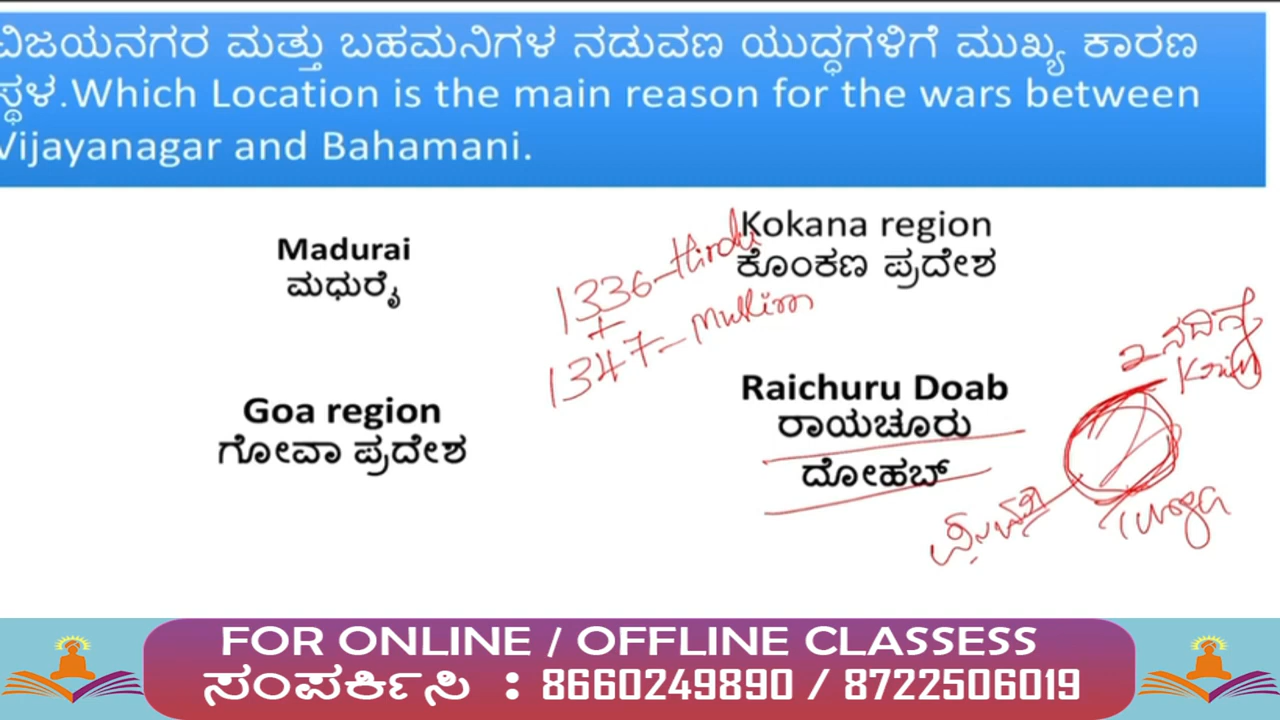 ವಿಜಯನಗರ ಮತ್ತು ಬಹಮನಿಗಳ ನಡುವಣ ಯುದ್ಧಗಳಿಗೆ ಮುಖ್ಯ ಕಾರಣ
ಸ್ಥಳ.Which Location is the main reason for the wars between
Vijayanagar and Bahamani.
Madurai
ಮಧುರೈ
Kokana region
ಕೊಂಕಣ ಪ್ರದೇಶ
1336-Hindu
+
1347-
Goa region
ಗೋವಾ ಪ್ರದೇಶ
Raichuru Doab
ರಾಯಚೂರು
ದೋಹಬ್
2
Tunga
FOR ONLINE / OFFLINE CLASSESS
ಸಂಪರ್ಕಿಸಿ : 8660249890 / 8722506019